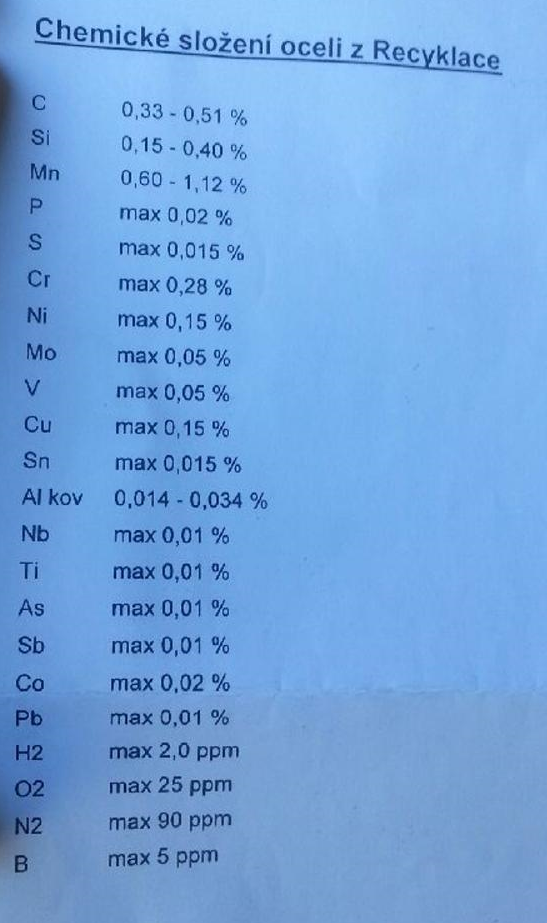 Chemické složení oceli z Recyklace
C 0,33 - 0,51 %
Si 0,15 - 0,40 %
Mn 0,60 - 1,12 %
P max 0,02 %
S max 0,015 %
Cr max 0,28 %
Ni max 0,15 %
Mo max 0,05 %
V max 0,05 %
Cu max 0,15 %
Sn max 0,015 %
Al kov 0,014 - 0,034 %
Nb max 0,01 %
Ti max 0,01 %
As max 0,01 %
Sb max 0,01 %
Co max 0,02 %
Pb max 0,01 %
H2 max 2,0 ppm
O2 max 25 ppm
N2 max 90 ppm
B max 5 ppm